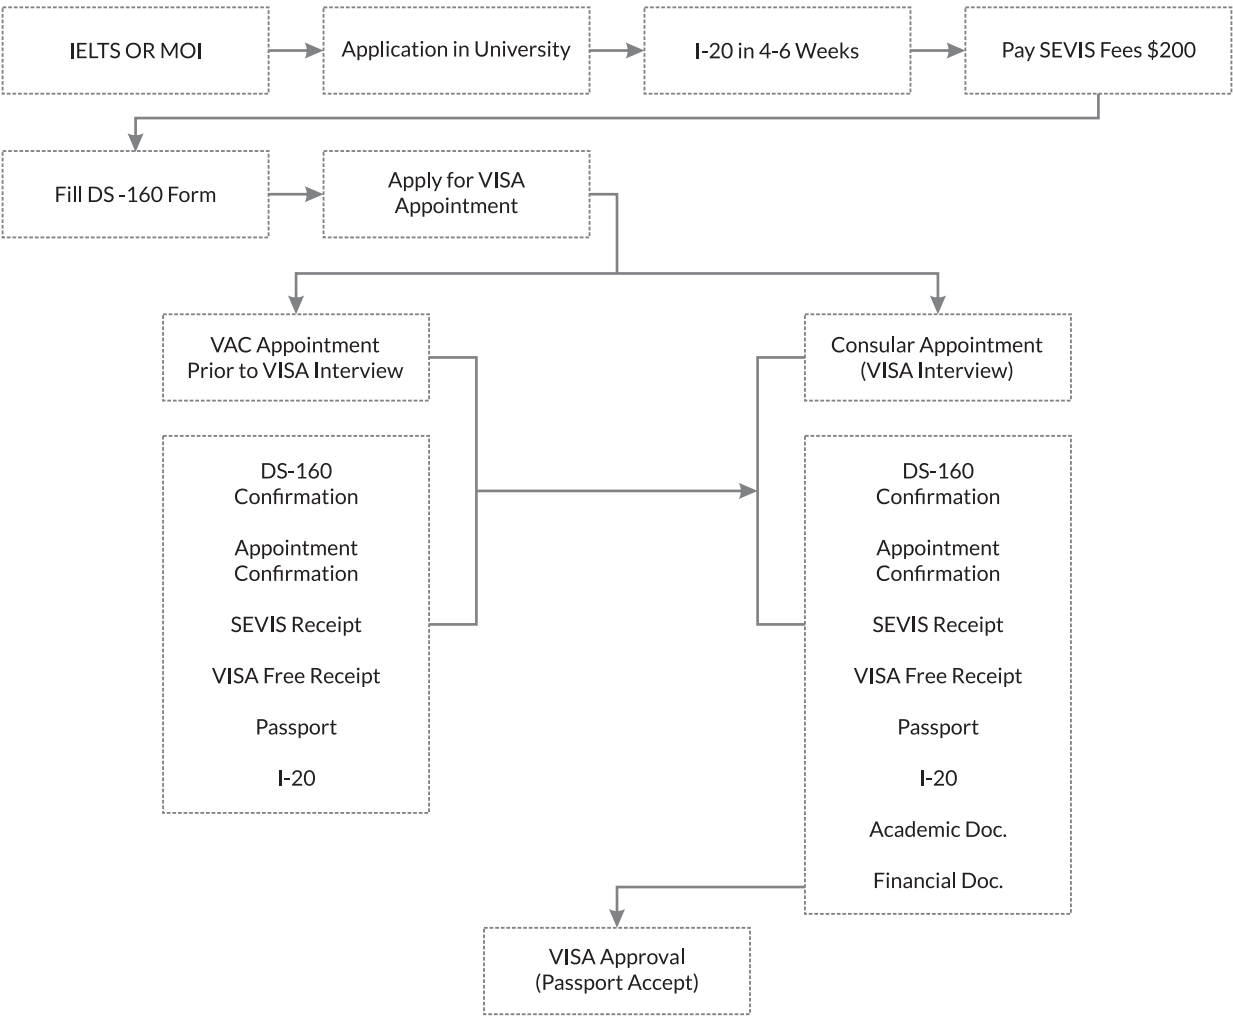 IELTS OR MOI
Application in University
I-20 in 4-6 Weeks
Pay SEVIS Fees $200
Fill DS -160 Form
Apply for VISA
Appointment
VAC Appointment
Prior to VISA Interview
Consular Appointment
(VISA Interview)
DS-160
Confirmation
Appointment
Confirmation
SEVIS Receipt
VISA Free Receipt
Passport
I-20
DS-160
Confirmation
Appointment
Confirmation
SEVIS Receipt
VISA Free Receipt
Passport
I-20
Academic Doc.
Financial Doc.
VISA Approval
(Passport Accept)